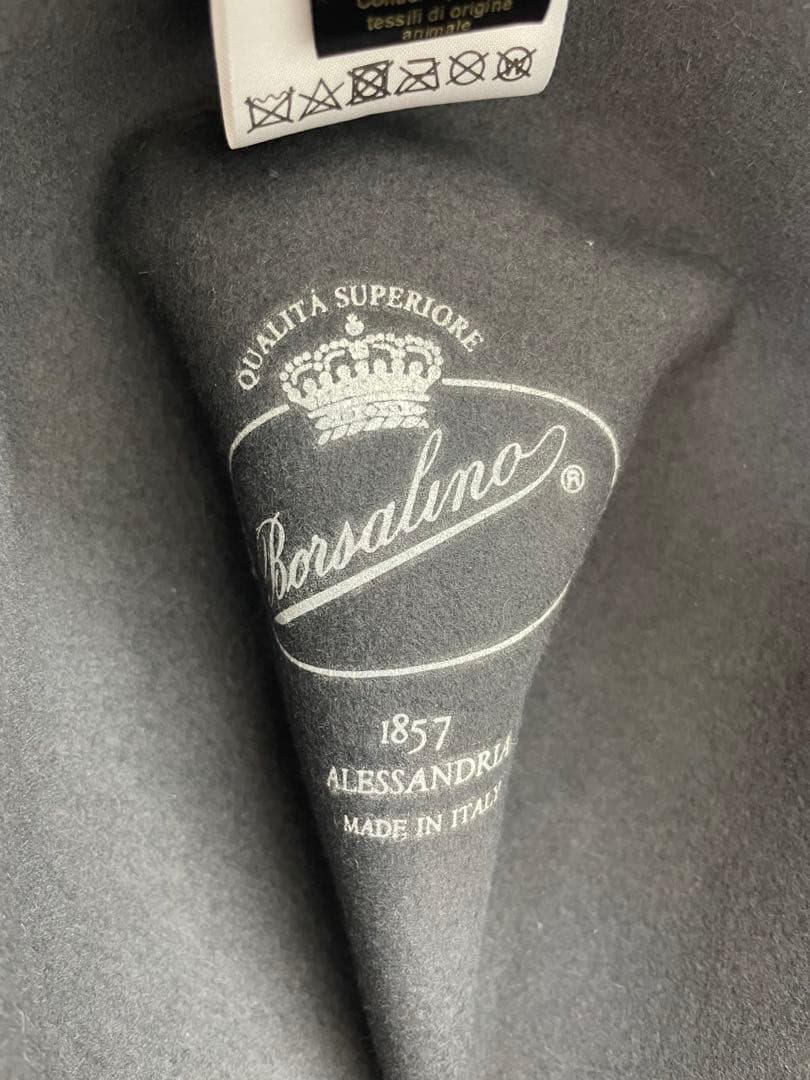 tessili di origine
animale
QUALITÀ SUPERIORE
Borsalino®
1857
ALESSANDRIA
MADE IN ITALY